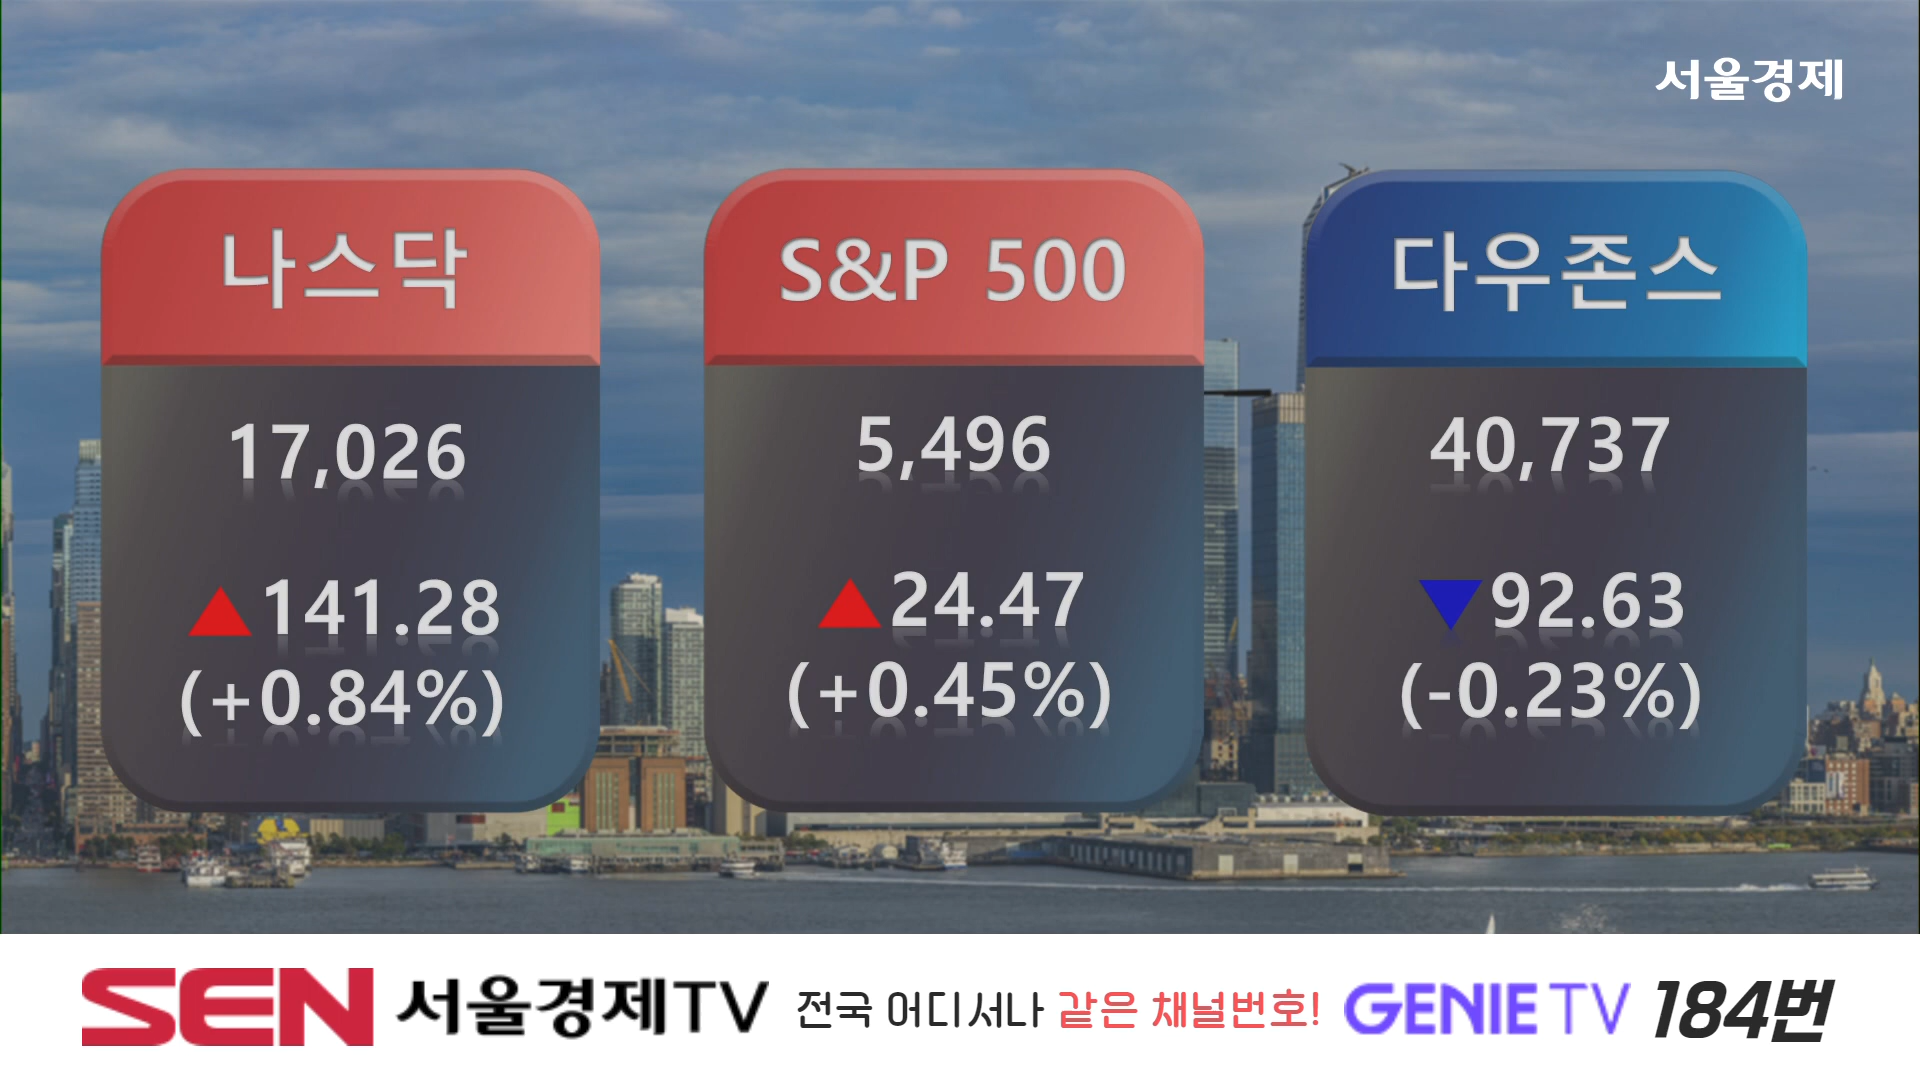 서울경제
나스닥
17,026
▲141.28
(+0.84%)
S&P 500
5,496
▲24.47
(+0.45%)
다우존스
40,737
▼92.63
(-0.23%)
SEN 서울경제TV 전국 어디서나 같은 채널번호! GENIE TV 184번